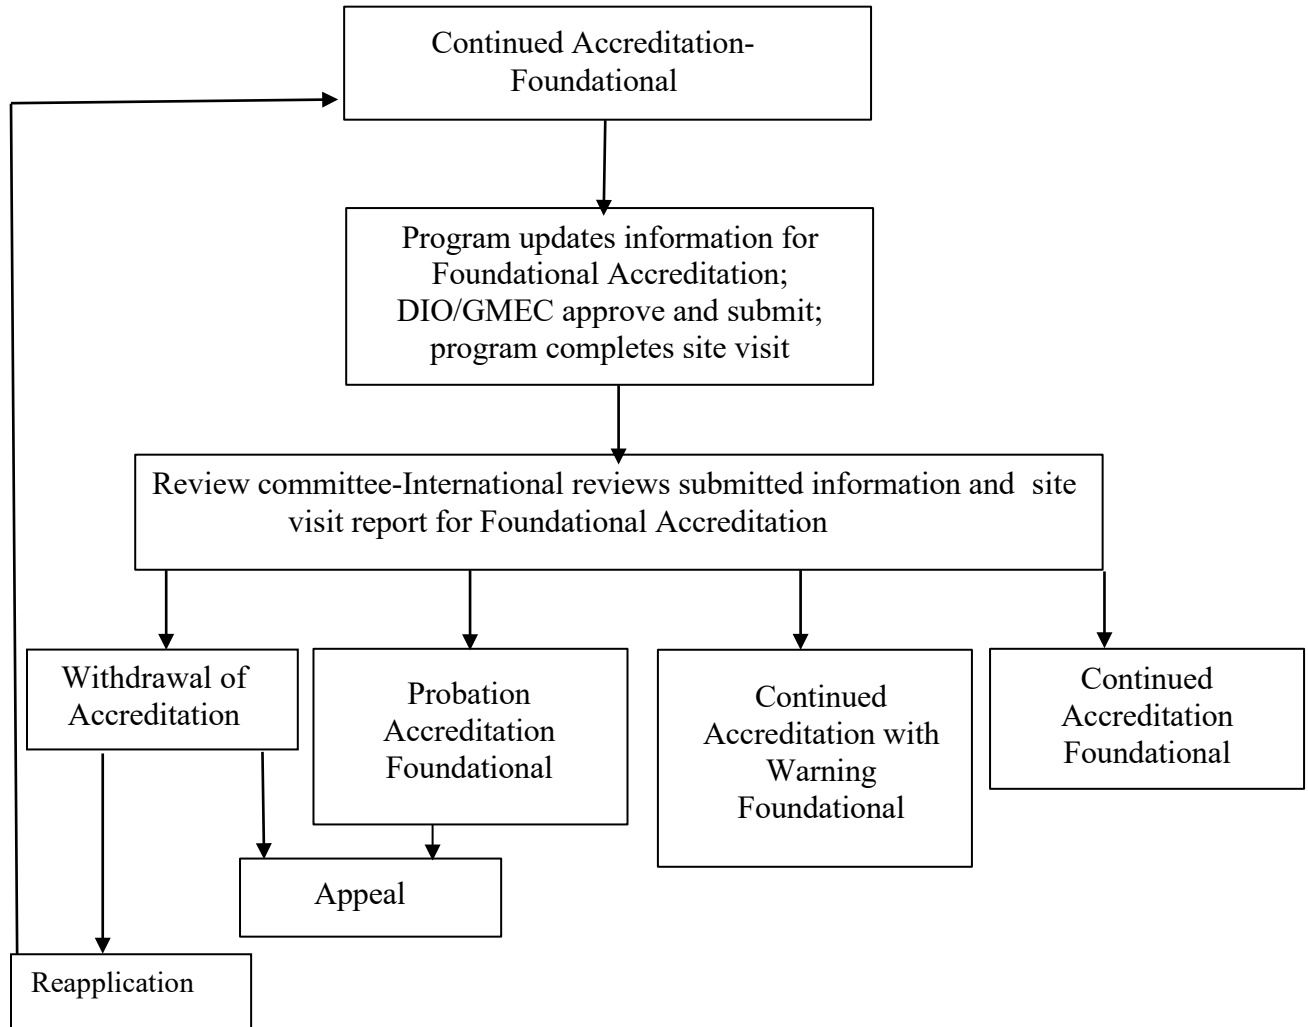 Continued Accreditation-
Foundational
Program updates information for
Foundational Accreditation;
DIO/GMEC approve and submit;
program completes site visit
Review committee-International reviews submitted information and site
visit report for Foundational Accreditation
Withdrawal of
Accreditation
Probation
Accreditation
Foundational
Continued
Accreditation with
Warning
Foundational
Continued
Accreditation
Foundational
Appeal
Reapplication